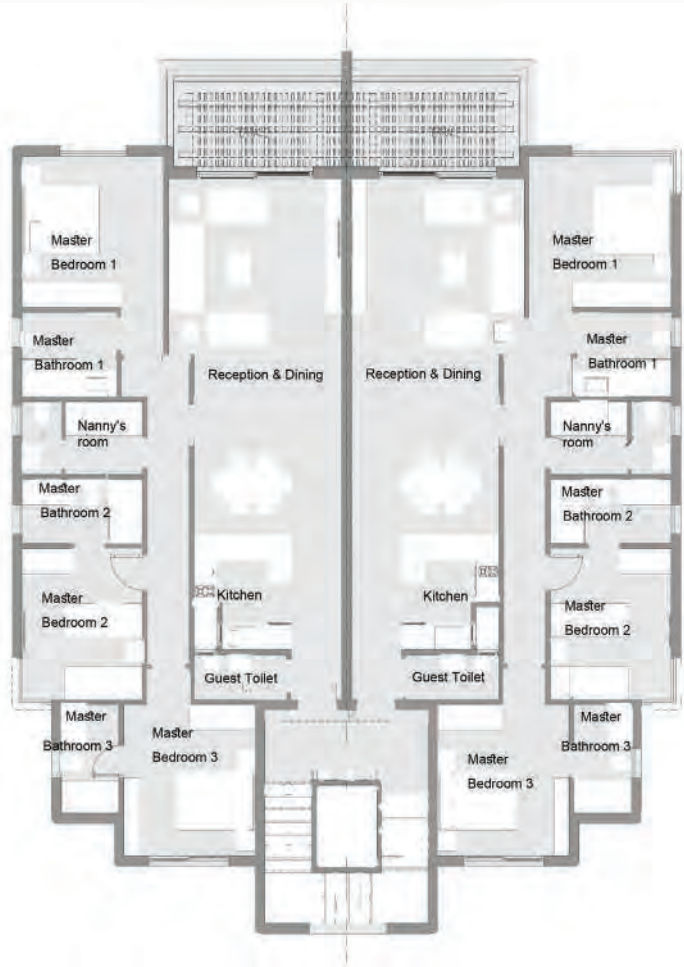 Master
Bedroom 1
Master
Bedroom 1
Master
Bathroom 1
Master
Bathroom 1
Reception & Dining
Reception & Dining
Nanny's
room
Nanny's
room
Master
Bathroom 2
Master
Bathroom 2
Kitchen
Kitchen
Master
Bedroom 2
Master
Bedroom 2
Guest Toilet
Guest Toilet
Master
Bathroom 3
Master
Bathroom 3
Master
Bedroom 3
Master
Bedroom 3